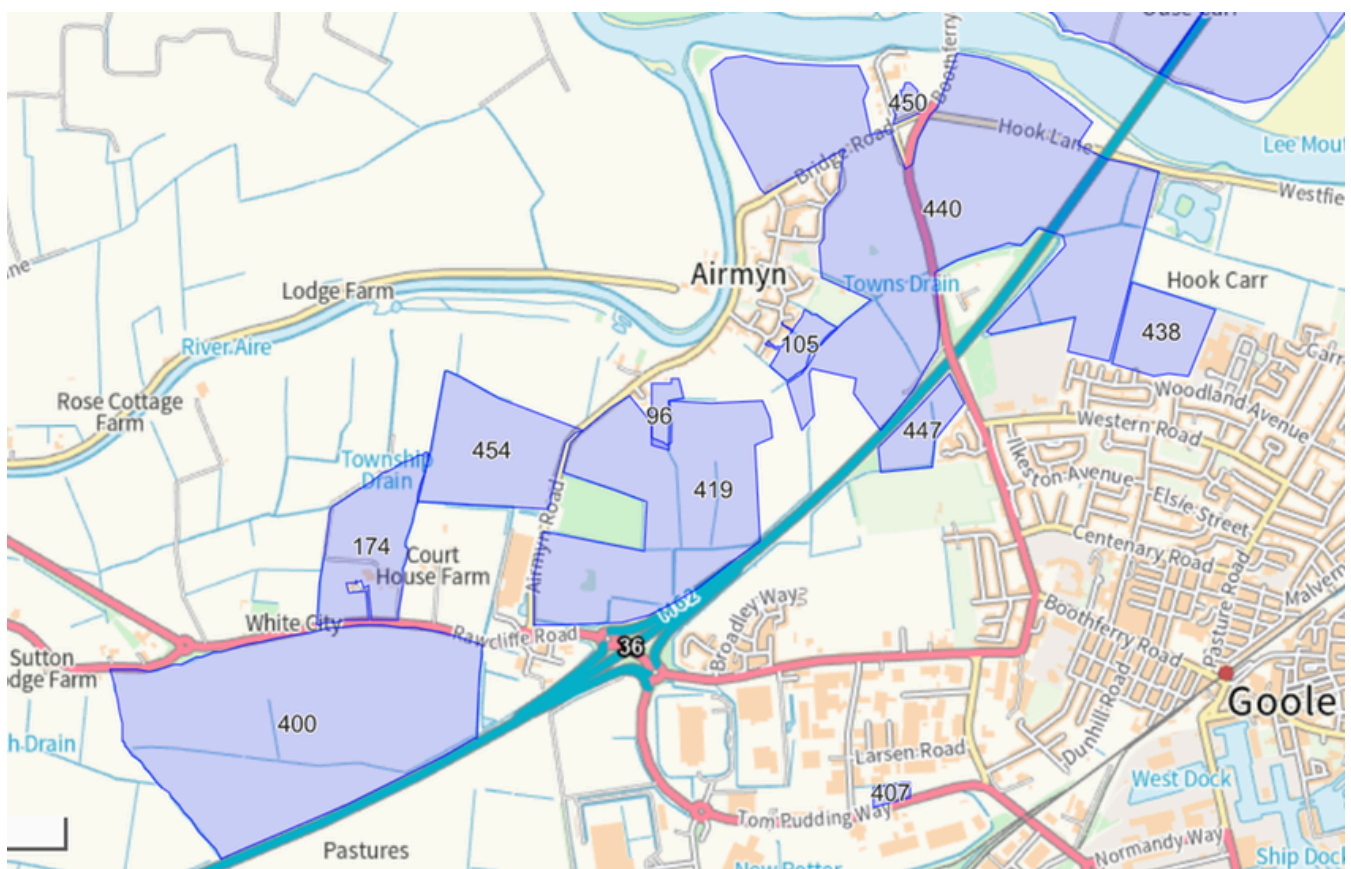 Boothferry
450
Bridge Road
Hook Lane
Lee
Westfie
440
Airmyn
Lodge Farm
Towns Drain
Hook Carr
River Aire
105
438
Carr
Rose Cottage
Farm
96
Woodland Avenue
Township
Drain
454
447
Western Road
419
Ilkeston Avenue
Elsie Street
174
Court
House Farm
Airmyn Road
Centenary Road
Pasture Road
Malvern
M62
Broadley Way
Boothferry Road
White City
Rawcliffe Road
36
Sutton
dge Farm
Goole
400
Dunhill Road
h Drain
Larsen Road
West Dock
407
Tom Pudding Way
Pastures
Normandy Way
Ship Dock